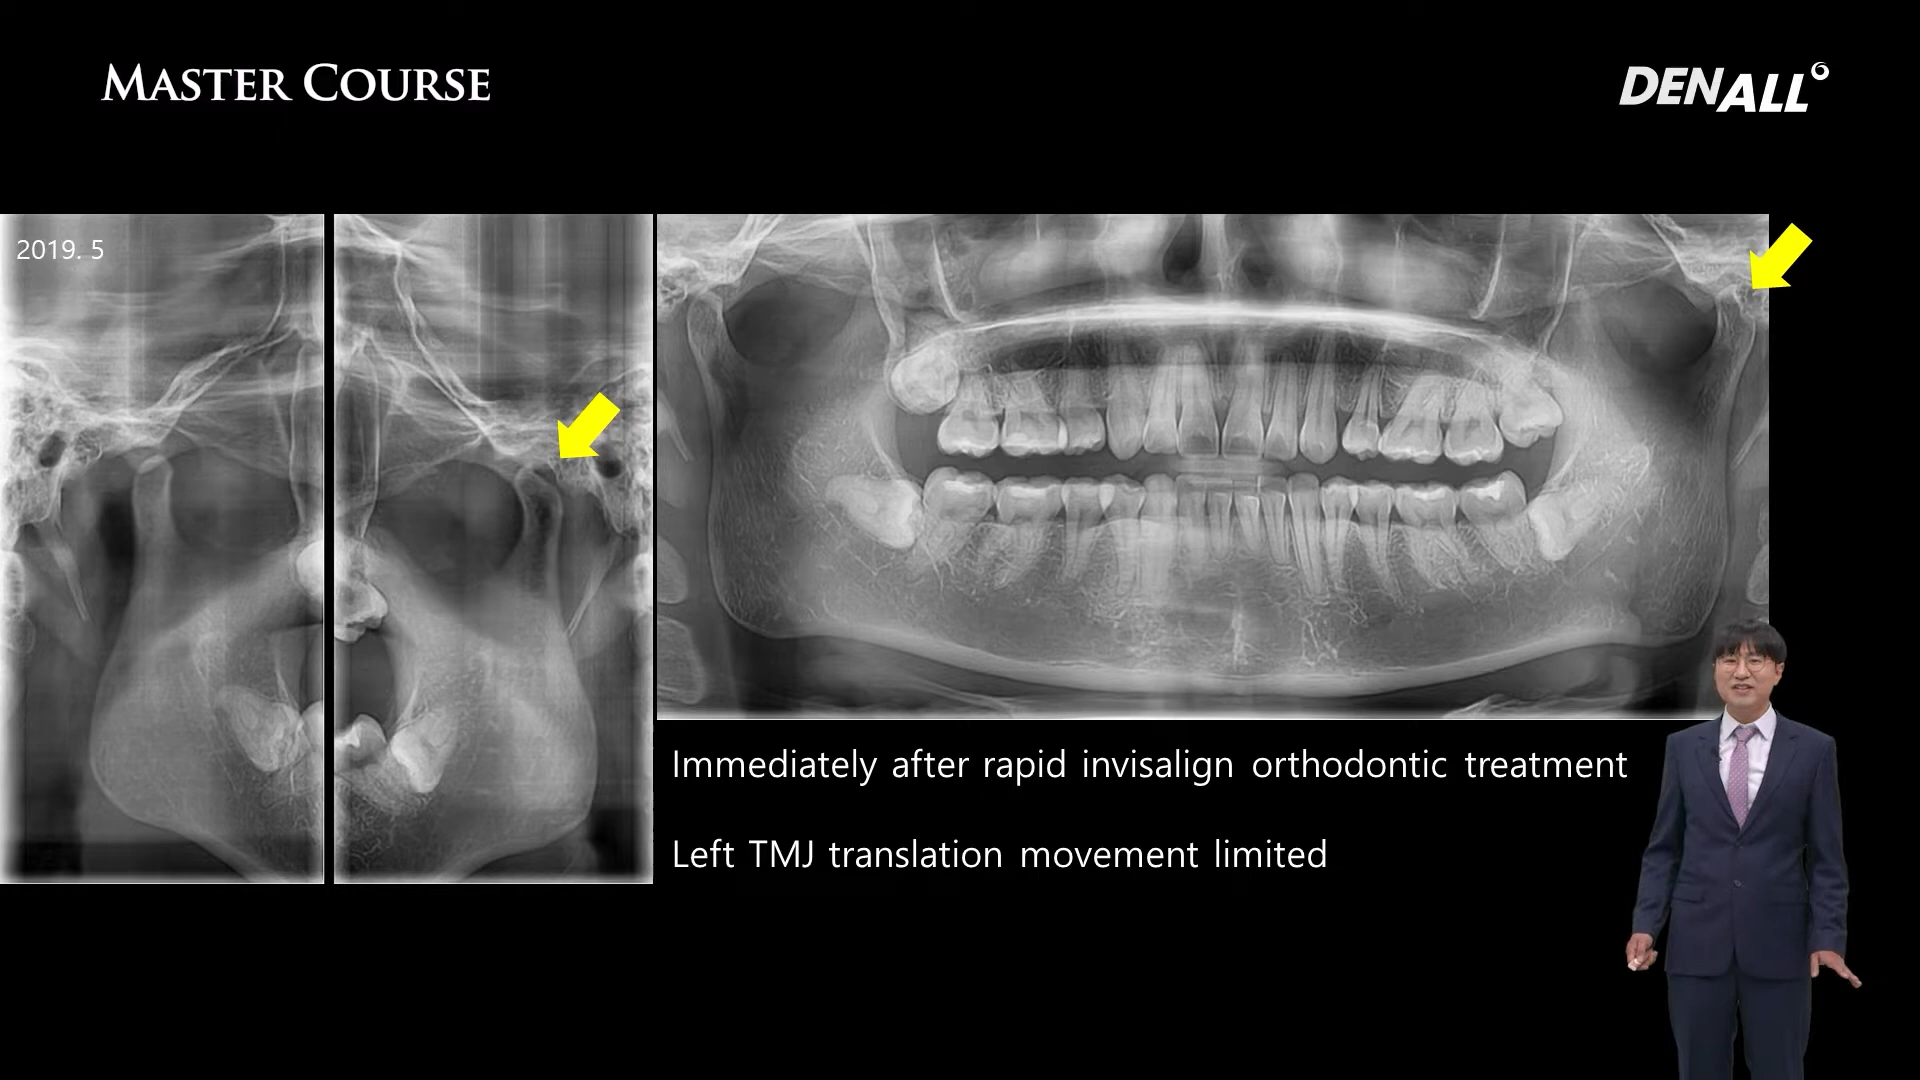 MASTER COURSE
DENALL
2019. 5
Immediately after rapid invisalign orthodontic treatment
Left TMJ translation movement limited